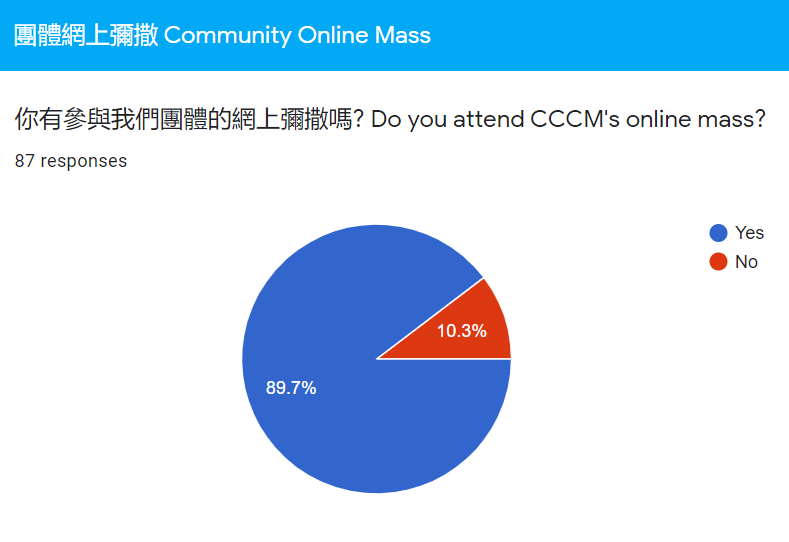 團體網上彌撒 Community Online Mass
你有參與我們團體的網上彌撒嗎? Do you attend CCCM's online mass?
87 responses
Yes
No
10.3%
89.7%